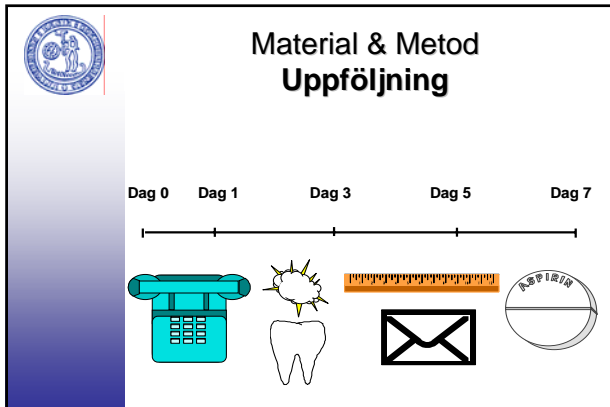 Material & Metod
Uppföljning
Dag 0 Dag 1 Dag 3 Dag 5 Dag 7
ASPIRIN